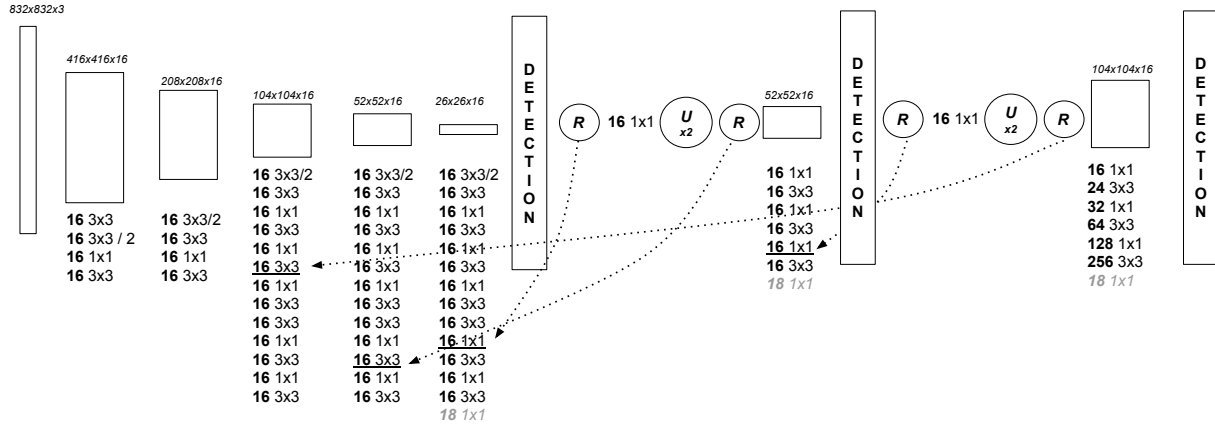 832x832x3
416x416x16
16 3x3
16 3x3 / 2
16 1x1
16 3x3
208x208x16
16 3x3/2
16 3x3
16 1x1
16 3x3
104x104x16
16 3x3/2
16 3x3
16 1x1
16 3x3
16 1x1
16 3x3
16 1x1
16 3x3
16 3x3
16 1x1
16 3x3
16 1x1
16 3x3
52x52x16
16 3x3/2
16 3x3
16 1x1
16 3x3
16 1x1
16 3x3
16 1x1
16 3x3
16 3x3
16 1x1
16 3x3
16 1x1
16 3x3
26x26x16
16 3x3/2
16 3x3
16 1x1
16 3x3
16 1x1
16 3x3
16 1x1
16 3x3
16 3x3
16 1x1
16 3x3
16 1x1
16 3x3
18 1x1
DETECTION
R
16 1x1
U
x2
R
52x52x16
16 1x1
16 3x3
16 1x1
16 3x3
16 1x1
16 3x3
18 1x1
DETECTION
R
16 1x1
U
x2
R
104x104x16
16 1x1
24 3x3
32 1x1
64 3x3
128 1x1
256 3x3
18 1x1
DETECTION